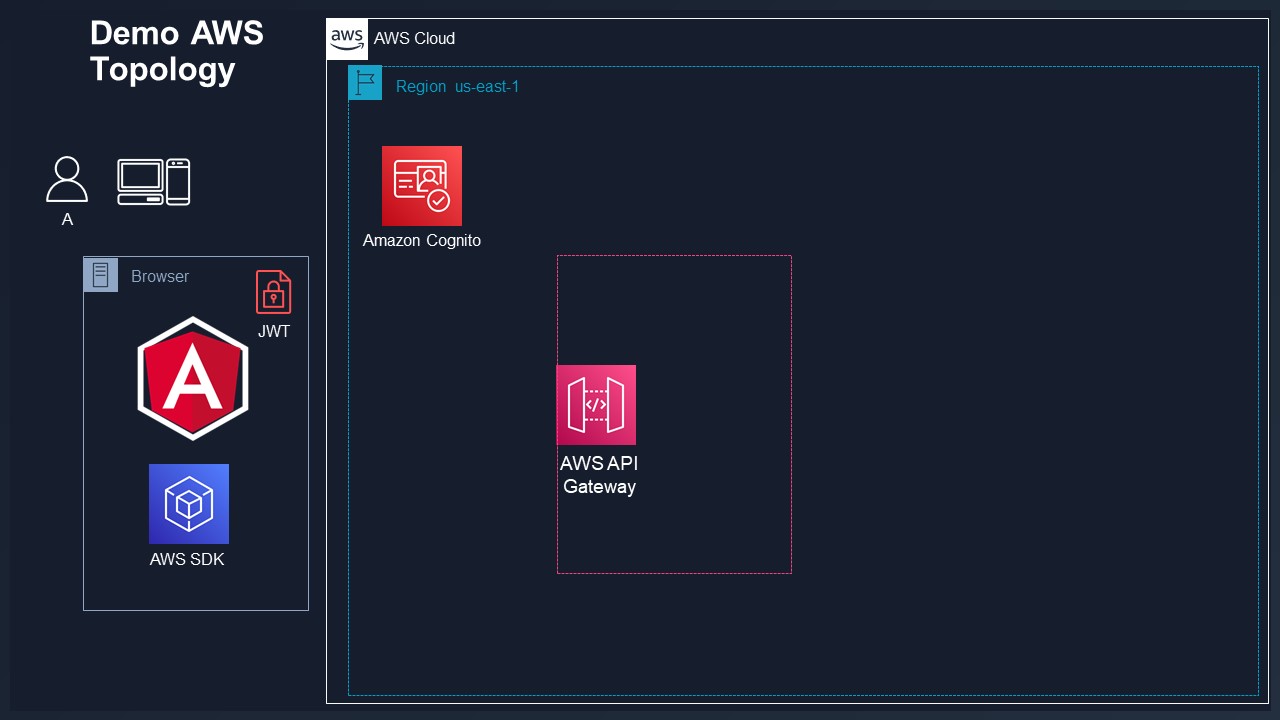 Demo AWS
Topology
aws
AWS Cloud
Region us-east-1
A
Amazon Cognito
Browser
JWT
A
</>
AWS API
Gateway
AWS SDK